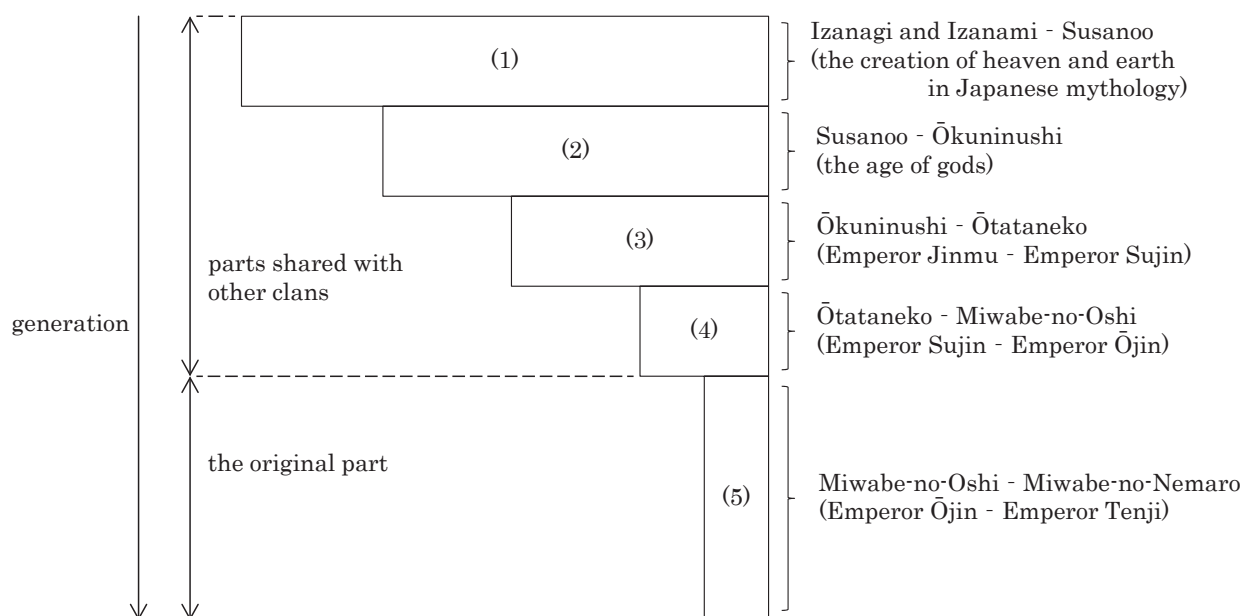 (1)
Izanagi and Izanami - Susanoo
(the creation of heaven and earth
in Japanese mythology)
(2)
Susanoo - Ōkuninushi
(the age of gods)
(3)
Ōkuninushi - Ōtataneko
(Emperor Jinmu - Emperor Sujin)
parts shared with
other clans
generation
(4)
Ōtataneko - Miwabe-no-Oshi
(Emperor Sujin - Emperor Ōjin)
the original part
(5)
Miwabe-no-Oshi - Miwabe-no-Nemaro
(Emperor Ōjin - Emperor Tenji)